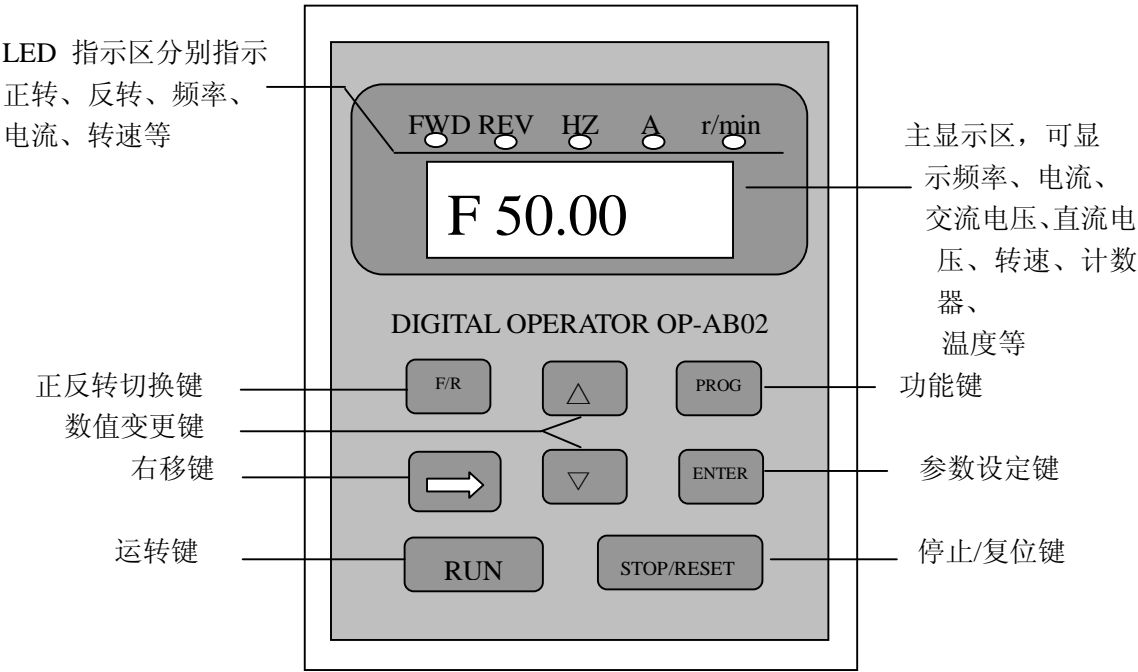 LED 指示区分别指示
正转、反转、频率、
电流、转速等
FWD REV HZ A r/min
F 50.00
主显示区，可显
示频率、电流、
交流电压、直流电
压、转速、计数
器、
温度等
DIGITAL OPERATOR OP-AB02
正反转切换键
F/R
△
PROG
功能键
数值变更键
右移键
▽
ENTER
参数设定键
运转键
RUN
STOP/RESET
停止/复位键